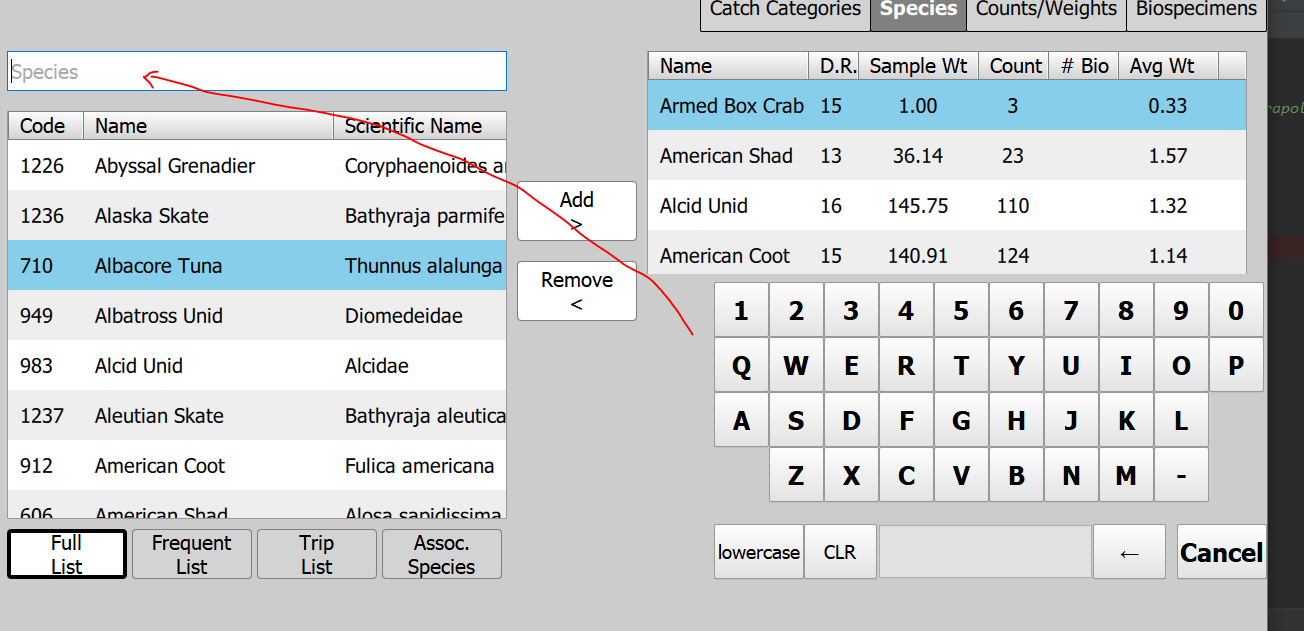 Catch Categories Species Counts/Weights Biospecimens
Species
Code Name Scientific Name
1226 Abyssal Grenadier Coryphaenoides
1236 Alaska Skate Bathyraja parmife
710 Albacore Tuna Thunnus alalunga
949 Albatross Unid Diomedeidae
983 Alcid Unid Alcidae
1237 Aleutian Skate Bathyraja aleutica
912 American Coot Fulica americana
606 American Shad Alosa sapidissima
Full
List
Frequent
List
Trip
List
Assoc.
Species
Add
>
Remove
<
Name D.R. Sample Wt Count # Bio Avg Wt
Armed Box Crab 15 1.00 3 0.33
American Shad 13 36.14 23 1.57
Alcid Unid 16 145.75 110 1.32
American Coot 15 140.91 124 1.14
1 2 3 4 5 6 7 8 9 0
Q W E R T Y U I O P
A S D F G H J K L
Z X C V B N M -
lowercase CLR ← Cancel
rapol